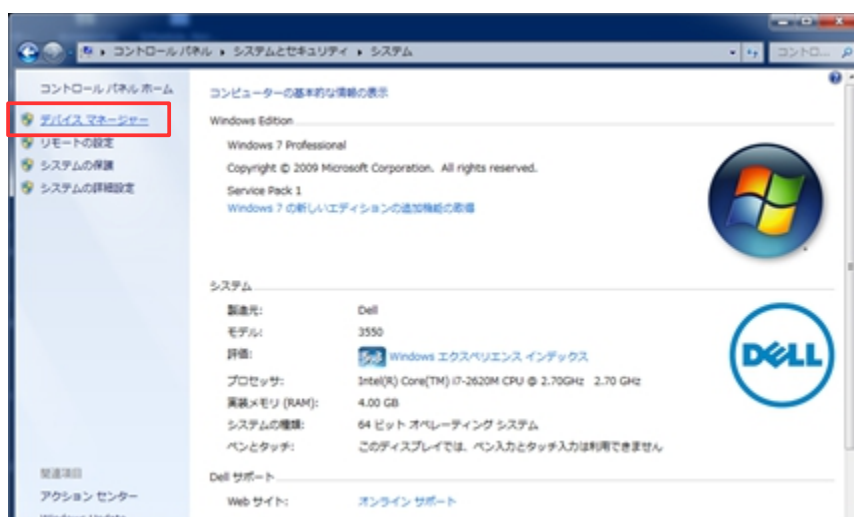 コントロール パネル ▸ システムとセキュリティ ▸ システム
コントロ...
コントロール パネル ホーム
デバイス マネージャー
リモートの設定
システムの保護
システムの詳細設定
関連項目
アクション センター
Windows Update
コンピューターの基本的な情報の表示
Windows Edition
Windows 7 Professional
Copyright © 2009 Microsoft Corporation. All rights reserved.
Service Pack 1
Windows 7 の新しいエディションの追加機能の取得
システム
製造元: Dell
モデル: 3550
評価: Windows エクスペリエンス インデックス
プロセッサ: Intel(R) Core(TM) i7-2620M CPU @ 2.70GHz 2.70 GHz
実装メモリ (RAM): 4.00 GB
システムの種類: 64 ビット オペレーティング システム
ペンとタッチ: このディスプレイでは、ペン入力とタッチ入力は利用できません
DELL
Dell サポート
Web サイト: オンライン サポート